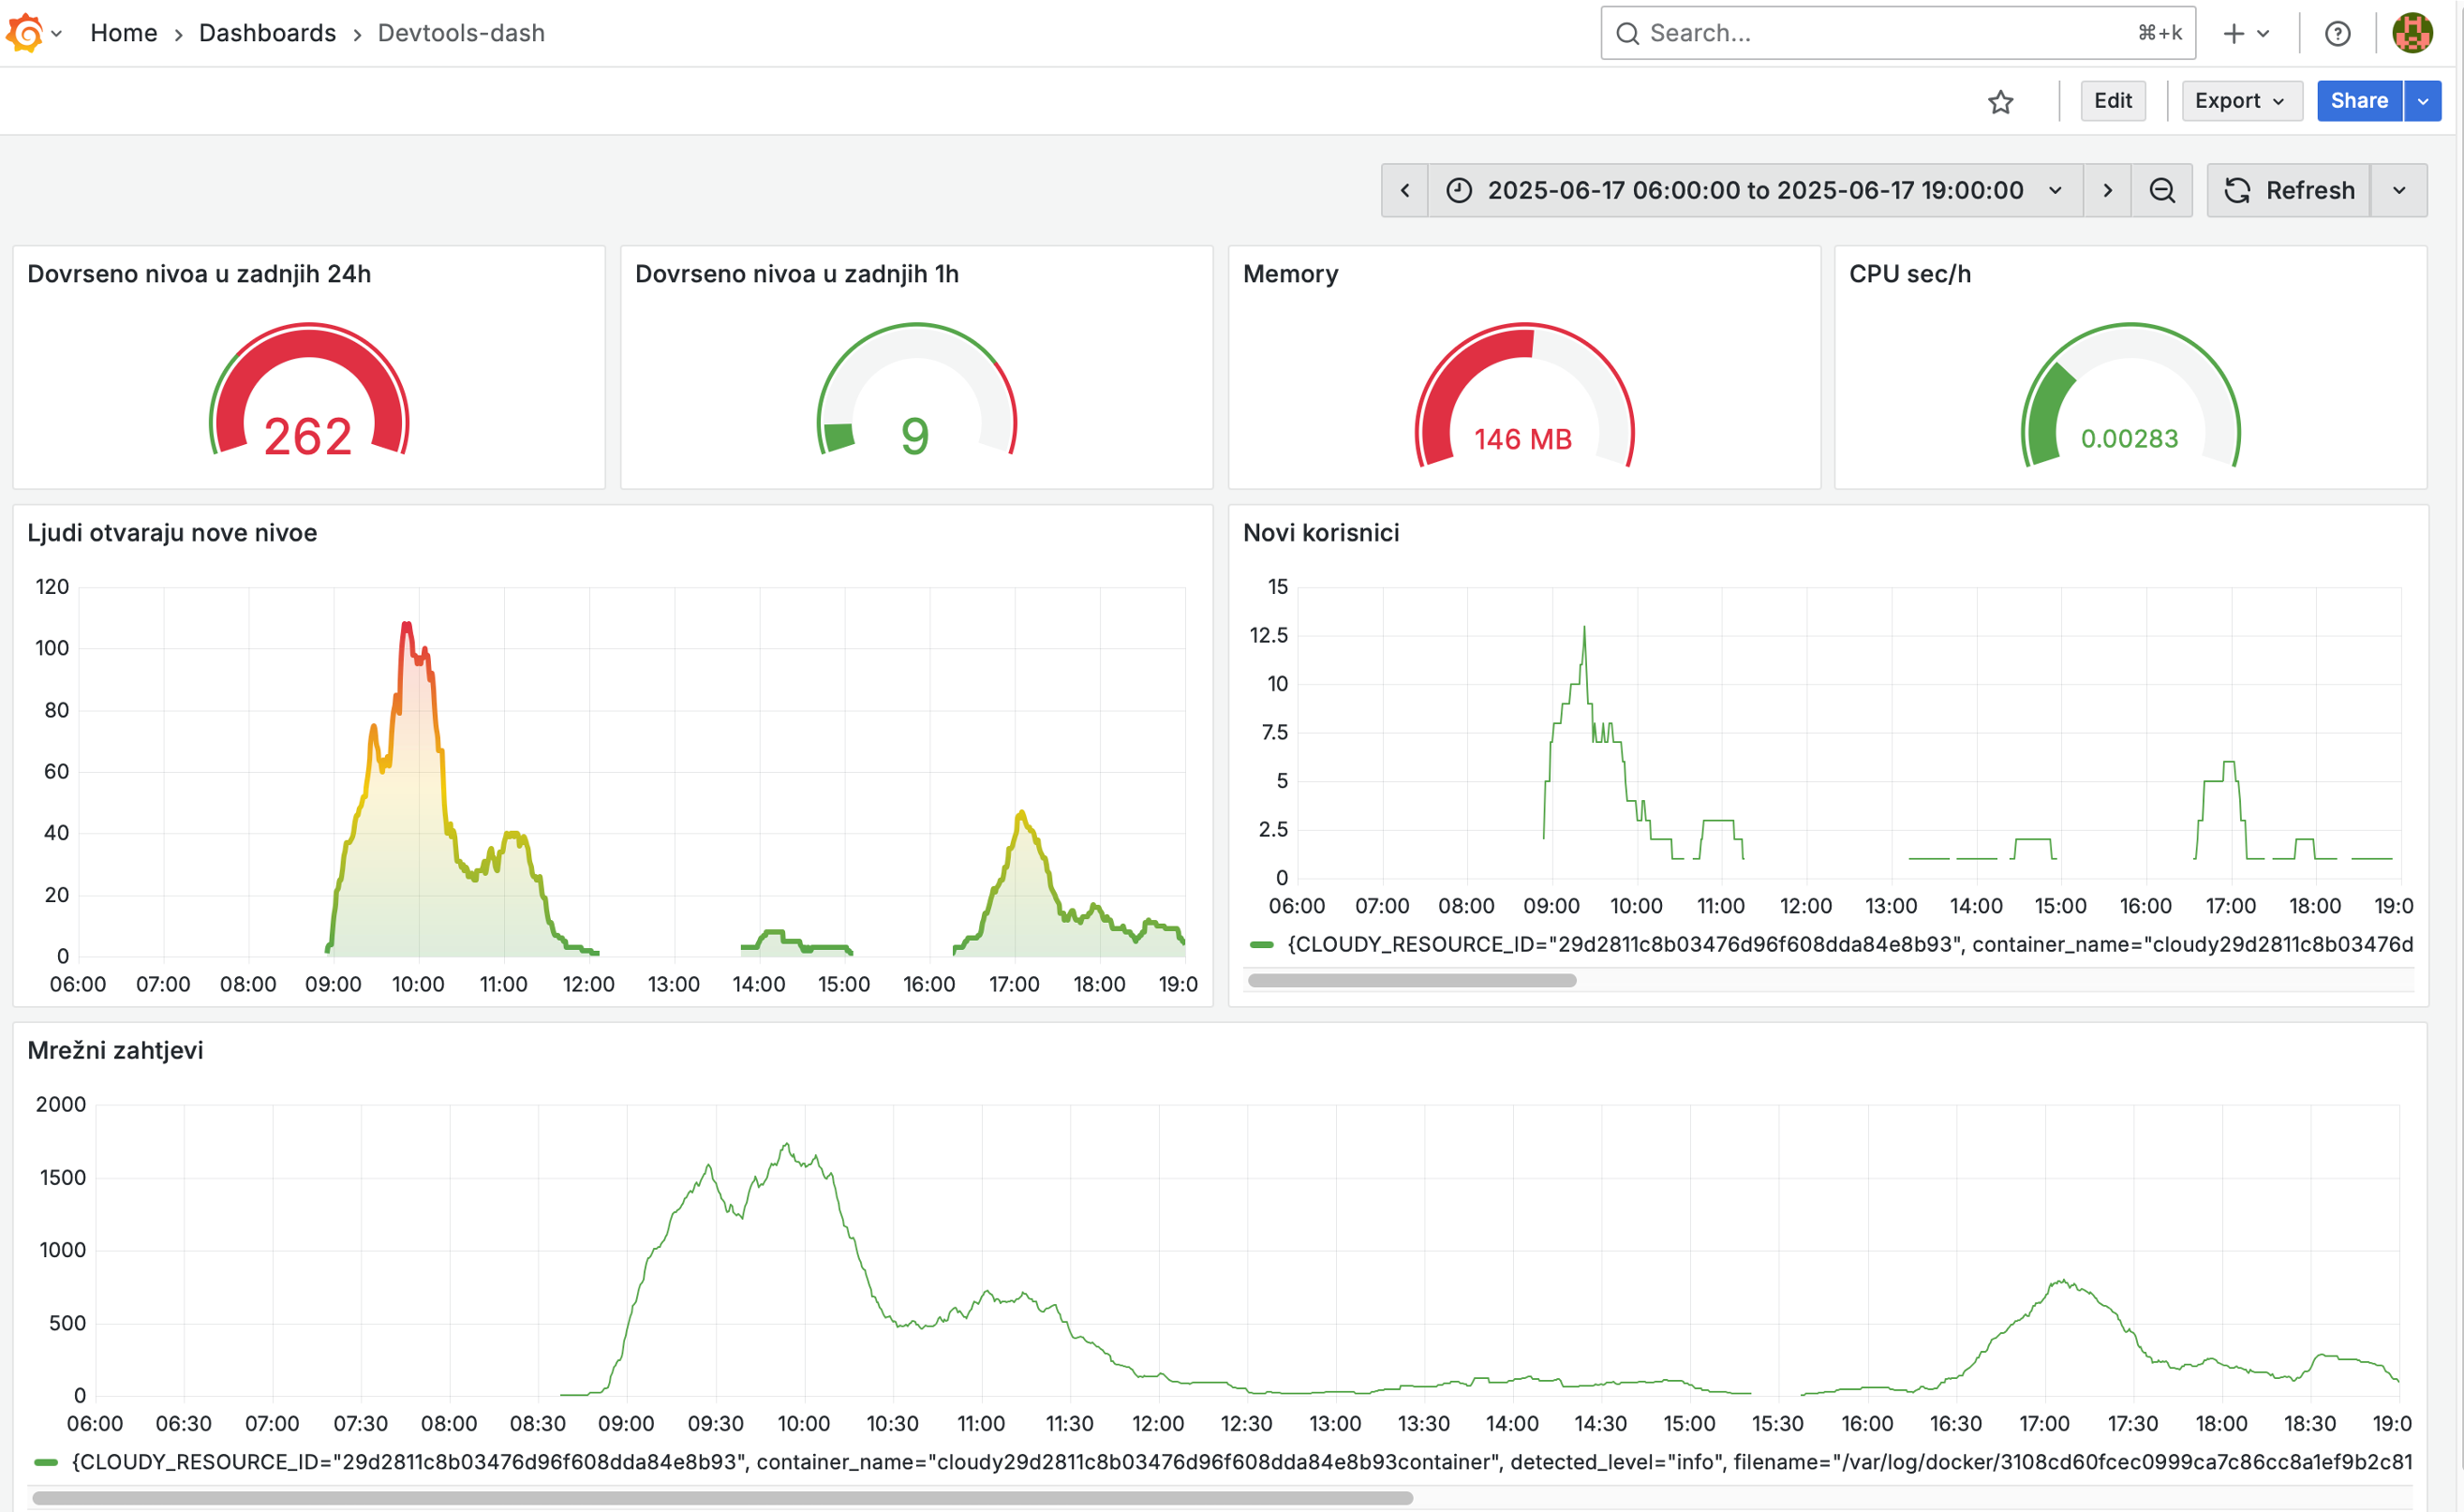 Home › Dashboards › Devtools-dash
Search...
⌘+k
Edit
Export
Share
2025-06-17 06:00:00 to 2025-06-17 19:00:00
Refresh
Dovrseno nivoa u zadnjih 24h
262
Dovrseno nivoa u zadnjih 1h
9
Memory
146 MB
CPU sec/h
0.00283
Ljudi otvaraju nove nivoe
120
100
80
60
40
20
0
06:00 07:00 08:00 09:00 10:00 11:00 12:00 13:00 14:00 15:00 16:00 17:00 18:00 19:0
Novi korisnici
15
12.5
10
7.5
5
2.5
0
06:00 07:00 08:00 09:00 10:00 11:00 12:00 13:00 14:00 15:00 16:00 17:00 18:00 19:0
{CLOUDY_RESOURCE_ID="29d2811c8b03476d96f608dda84e8b93", container_name="cloudy29d2811c8b03476d
Mrežni zahtjevi
2000
1500
1000
500
0
06:00 06:30 07:00 07:30 08:00 08:30 09:00 09:30 10:00 10:30 11:00 11:30 12:00 12:30 13:00 13:30 14:00 14:30 15:00 15:30 16:00 16:30 17:00 17:30 18:00 18:30 19:0
{CLOUDY_RESOURCE_ID="29d2811c8b03476d96f608dda84e8b93", container_name="cloudy29d2811c8b03476d96f608dda84e8b93container", detected_level="info", filename="/var/log/docker/3108cd60fcec0999ca7c86cc8a1ef9b2c81